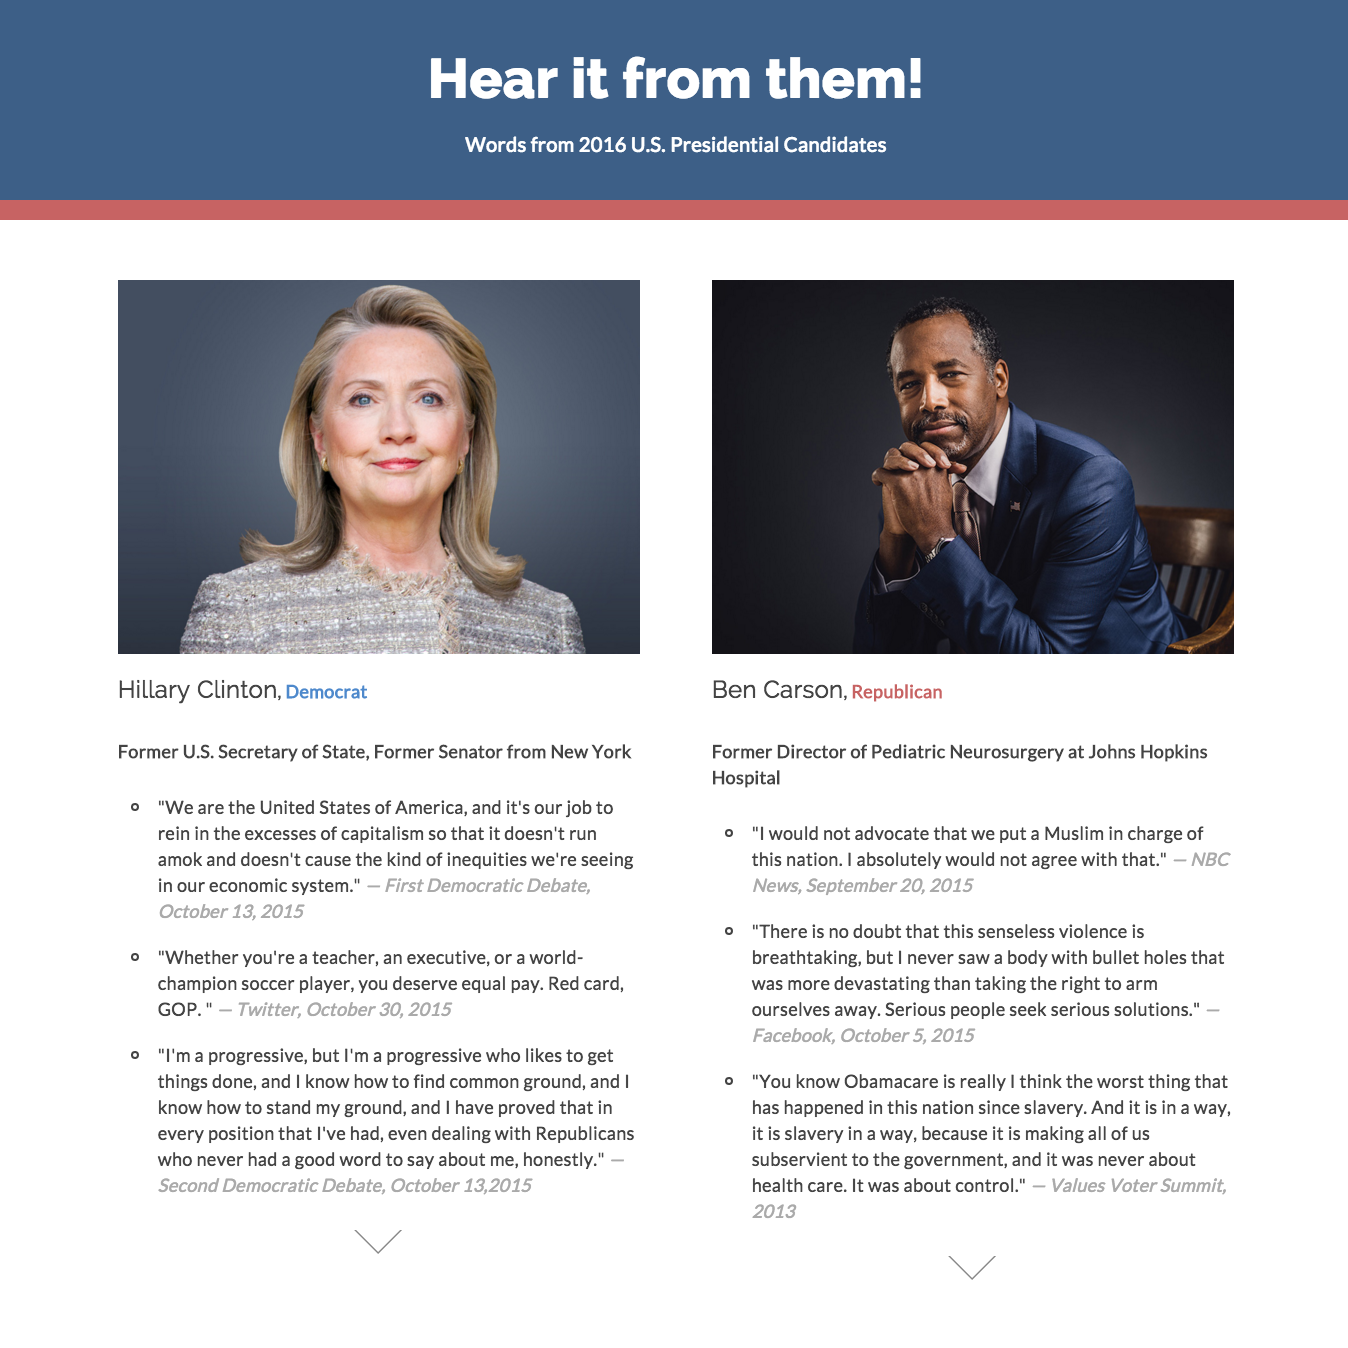 Hear it from them!
Words from 2016 U.S. Presidential Candidates
Hillary Clinton, Democrat
Former U.S. Secretary of State, Former Senator from New York
"We are the United States of America, and it's our job to
rein in the excesses of capitalism so that it doesn't run
amok and doesn't cause the kind of inequities we're seeing
in our economic system." — First Democratic Debate,
October 13, 2015
"Whether you're a teacher, an executive, or a world-
champion soccer player, you deserve equal pay. Red card,
GOP. " — Twitter, October 30, 2015
"I'm a progressive, but I'm a progressive who likes to get
things done, and I know how to find common ground, and I
know how to stand my ground, and I have proved that in
every position that I've had, even dealing with Republicans
who never had a good word to say about me, honestly." —
Second Democratic Debate, October 13,2015
Ben Carson, Republican
Former Director of Pediatric Neurosurgery at Johns Hopkins
Hospital
"I would not advocate that we put a Muslim in charge of
this nation. I absolutely would not agree with that." — NBC
News, September 20, 2015
"There is no doubt that this senseless violence is
breathtaking, but I never saw a body with bullet holes that
was more devastating than taking the right to arm
ourselves away. Serious people seek serious solutions." —
Facebook, October 5, 2015
"You know Obamacare is really I think the worst thing that
has happened in this nation since slavery. And it is in a way,
it is slavery in a way, because it is making all of us
subservient to the government, and it was never about
health care. It was about control." — Values Voter Summit,
2013